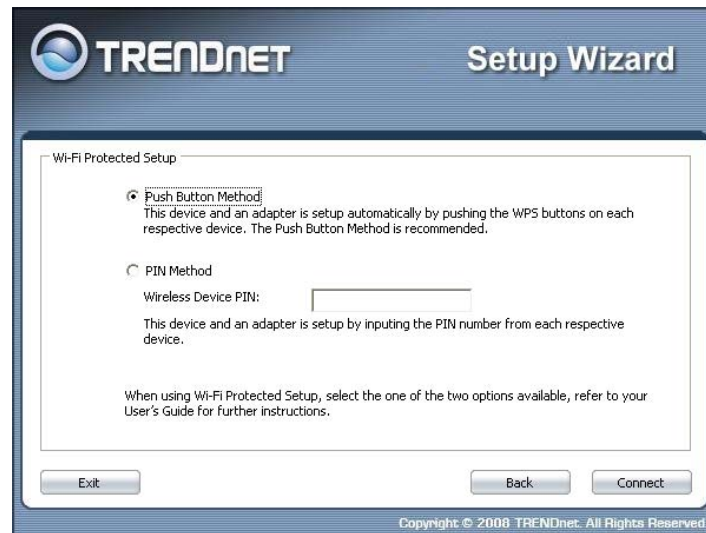 TRENDNET
Setup Wizard
Wi-Fi Protected Setup
Push Button Method
This device and an adapter is setup automatically by pushing the WPS buttons on each
respective device. The Push Button Method is recommended.
PIN Method
Wireless Device PIN:
This device and an adapter is setup by inputing the PIN number from each respective
device.
When using Wi-Fi Protected Setup, select the one of the two options available, refer to your
User's Guide for further instructions.
Exit
Back
Connect
Copyright © 2008 TRENDnet. All Rights Reserved